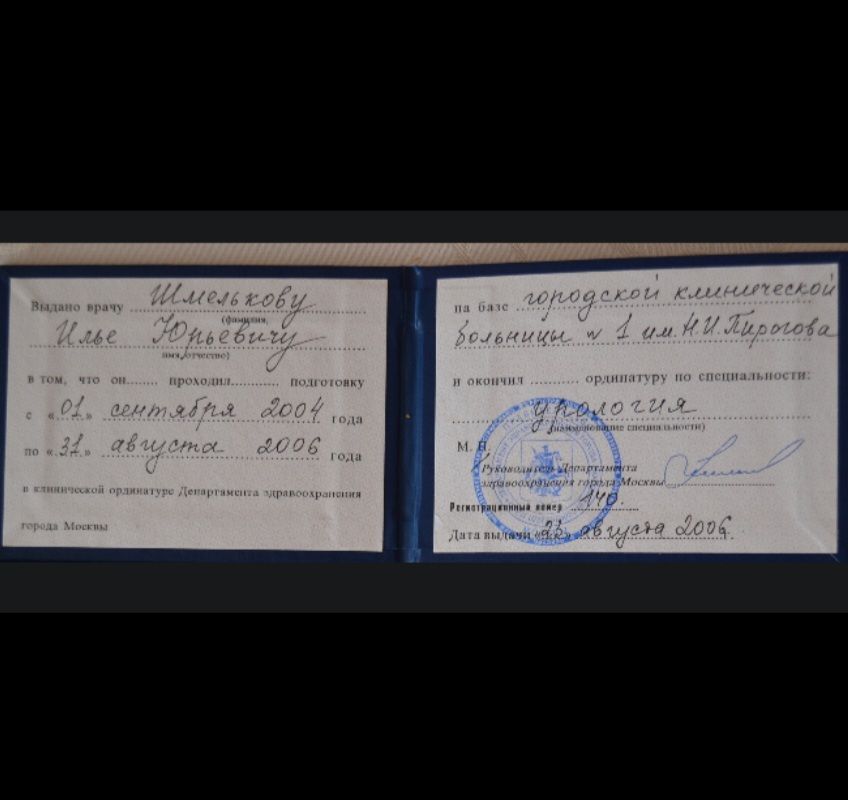 Выдано врачу Шмелькову
(фамилия,
Илье Юрьевичу
имя, отчество)
в том, что он........ проходил............ подготовку
с «01» сентября 2004 года
по «31» августа 2006 года
в клинической ординатуре Департамента здравоохранения
города Москвы
на базе городской клинической
больницы № 1 им. Н.И. Пирогова
и окончил ............ ординатуру по специальности:
урология
(наименование специальности)
М. П.
Руководитель Департамента
здравоохранения города Москвы
Регистрационный номер 140.
Дата выдачи августа 2006.